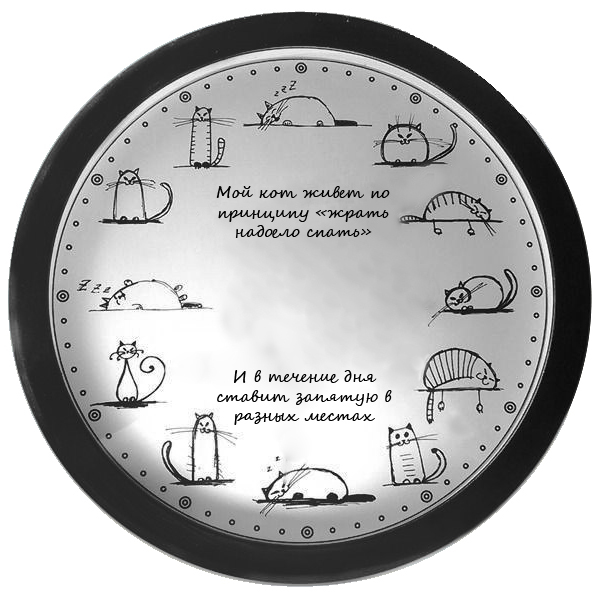 z z Z
Мой кот живет по
принципу «жрать
надоело спать»
Z Z Z
И в течение дня
ставит запятую в
разных местах
z z